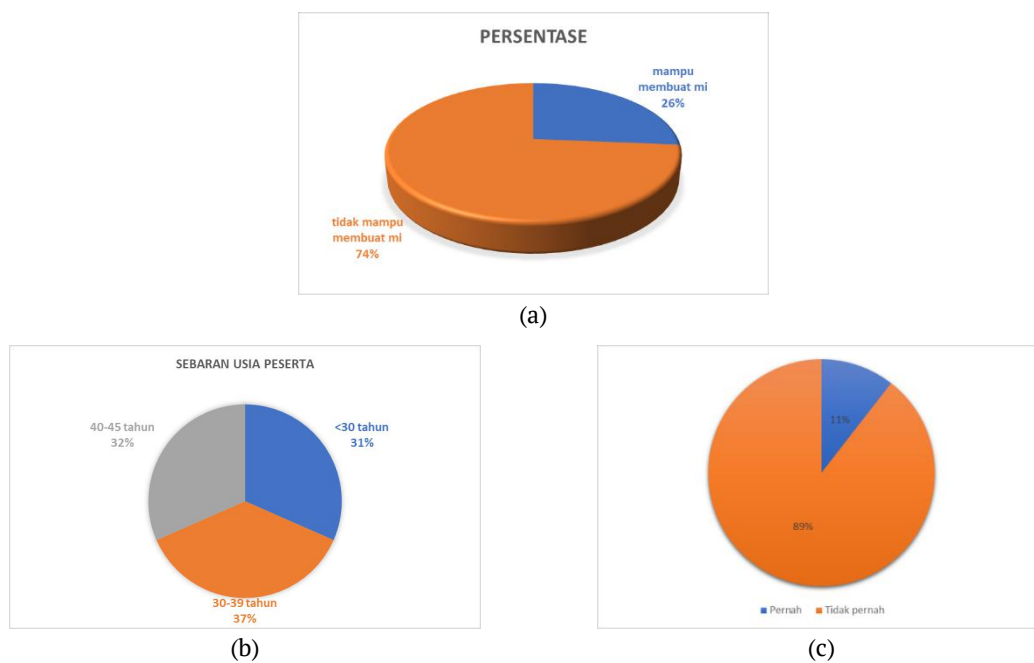 PERSENTASE
mampu
membuat mi
26%
tidak mampu
membuat mi
74%
(a)
SEBARAN USIA PESERTA
40-45 tahun
32%
<30 tahun
31%
30-39 tahun
37%
(b)
11%
89%
Pernah
Tidak pernah
(c)